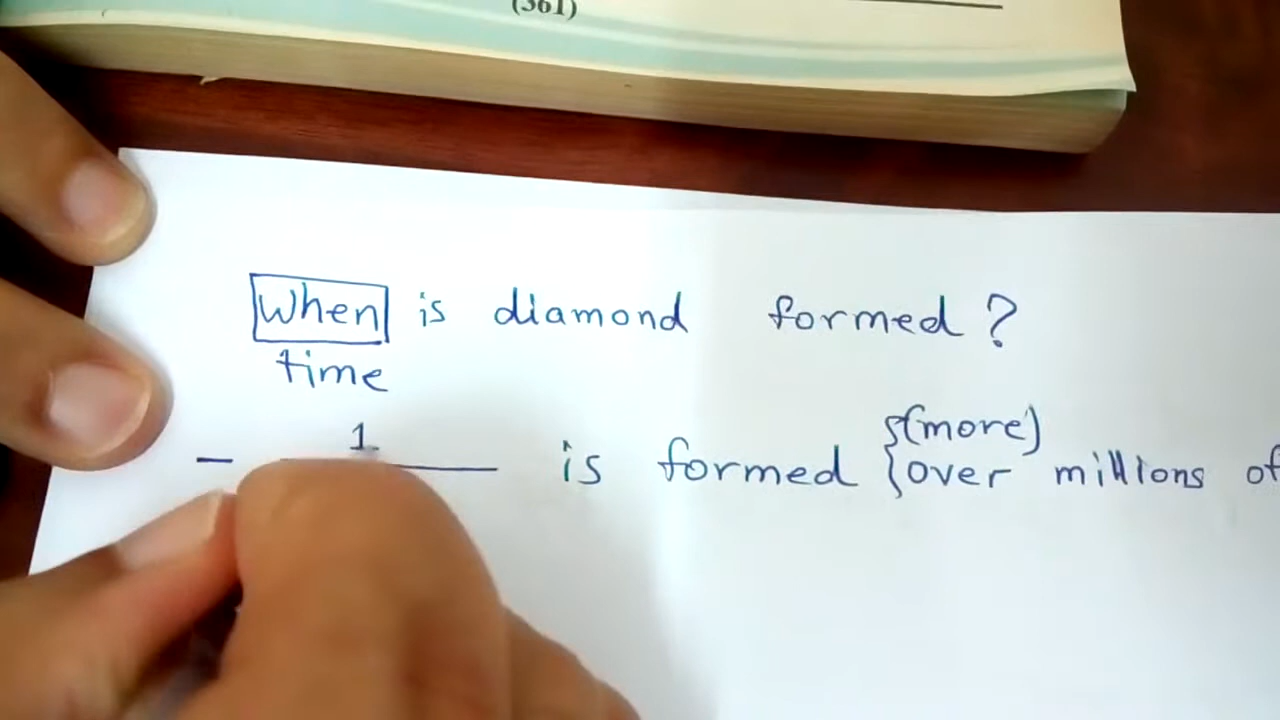 (361)
When is diamond formed?
time
1 (more)
- is formed over millions of